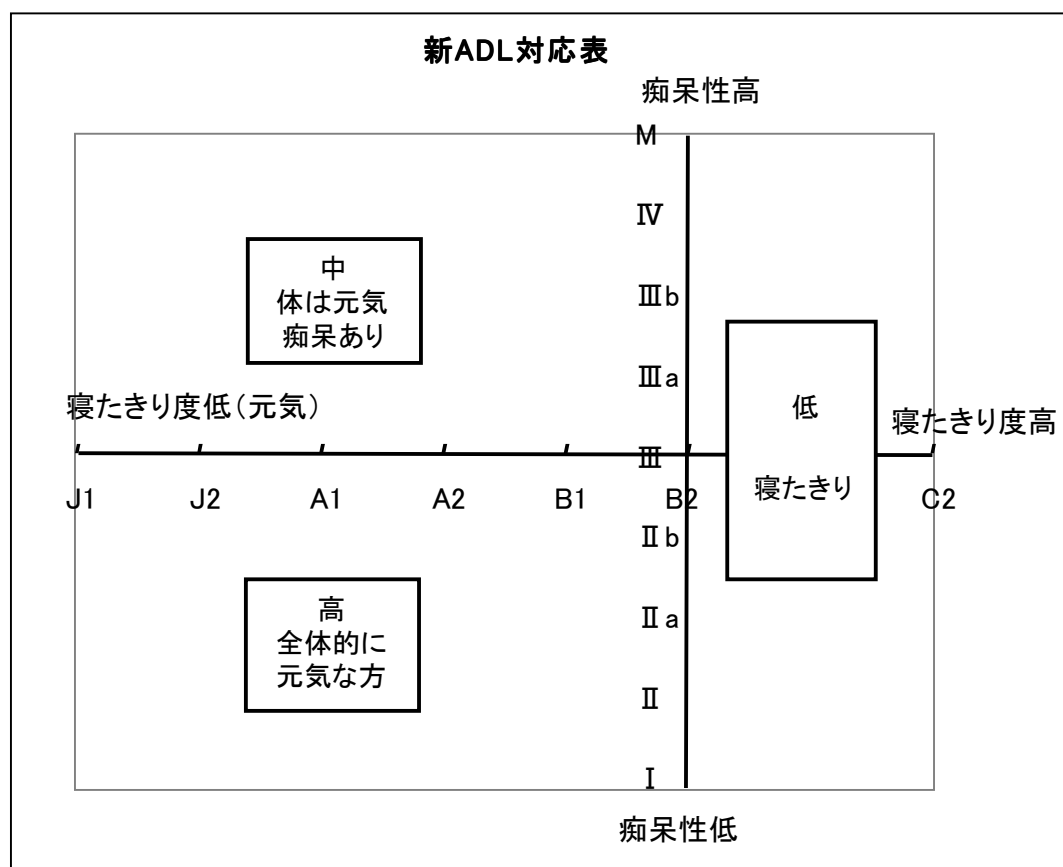 新ADL対応表
痴呆性高
M
Ⅳ
中
体は元気
痴呆あり
Ⅲb
Ⅲa
低
寝たきり
寝たきり度低(元気)
寝たきり度高
Ⅲ
J1 J2 A1 A2 B1 B2 C2
Ⅱb
高
全体的に
元気な方
Ⅱa
Ⅱ
Ⅰ
痴呆性低